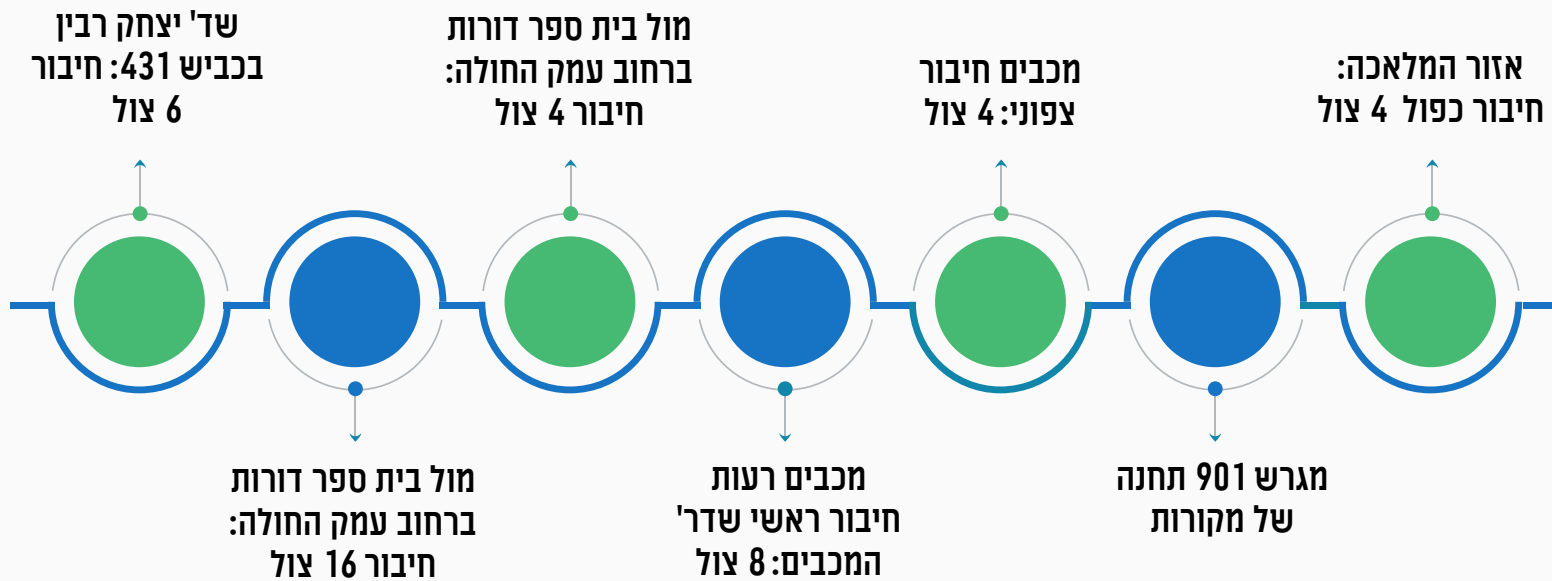 אזור המלאכה:
חיבור כפול 4 צול
מגרש 901 תחנה
של מקורות
מכבים חיבור
צפוני: 4 צול
מכבים רעות
חיבור ראשי שדר'
המכבים: 8 צול
מול בית ספר דורות
ברחוב עמק החולה:
חיבור 4 צול
מול בית ספר דורות
ברחוב עמק החולה:
חיבור 16 צול
שד' יצחק רבין
בכביש 431: חיבור
6 צול